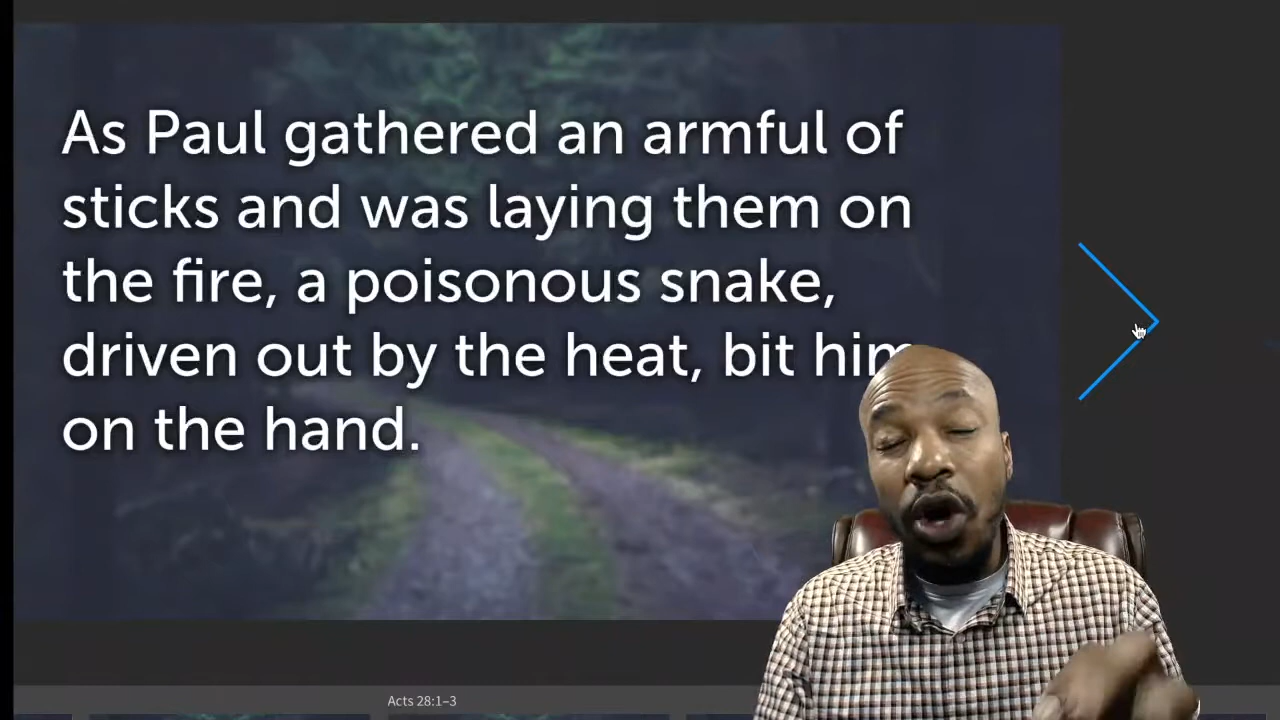 As Paul gathered an armful of
sticks and was laying them on
the fire, a poisonous snake,
driven out by the heat, bit him
on the hand.
Acts 28:1–3